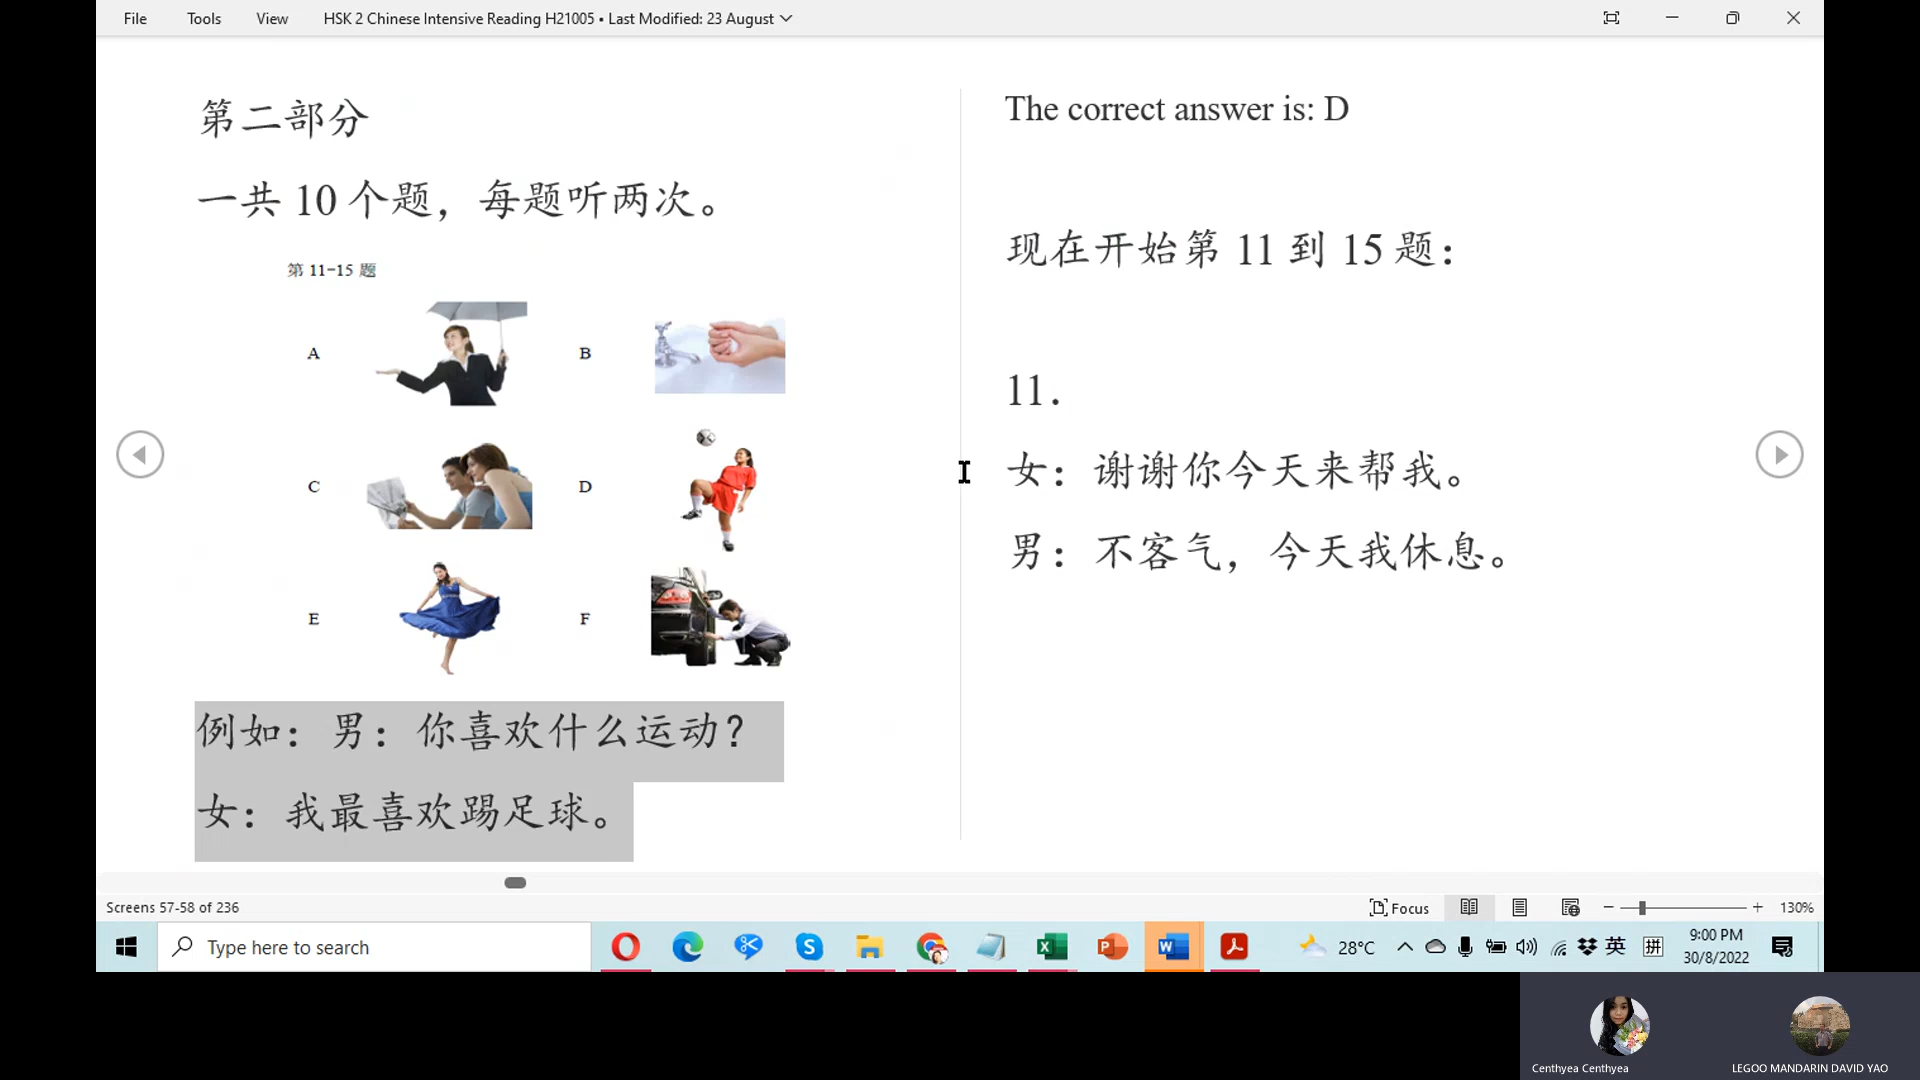 File Tools View HSK 2 Chinese Intensive Reading H21005 • Last Modified: 23 August
第二部分
一共 10 个题，每题听两次。
第 11-15 题
A
B
C
D
E
F
例如：男：你喜欢什么运动？
女：我最喜欢踢足球。
The correct answer is: D
现在开始第 11 到 15 题：
11.
女：谢谢你今天来帮我。
男：不客气，今天我休息。
Screens 57-58 of 236
Focus
130%
Type here to search
28°C
英
拼
9:00 PM
30/8/2022
Centhyea Centhyea
LEGOO MANDARIN DAVID YAO